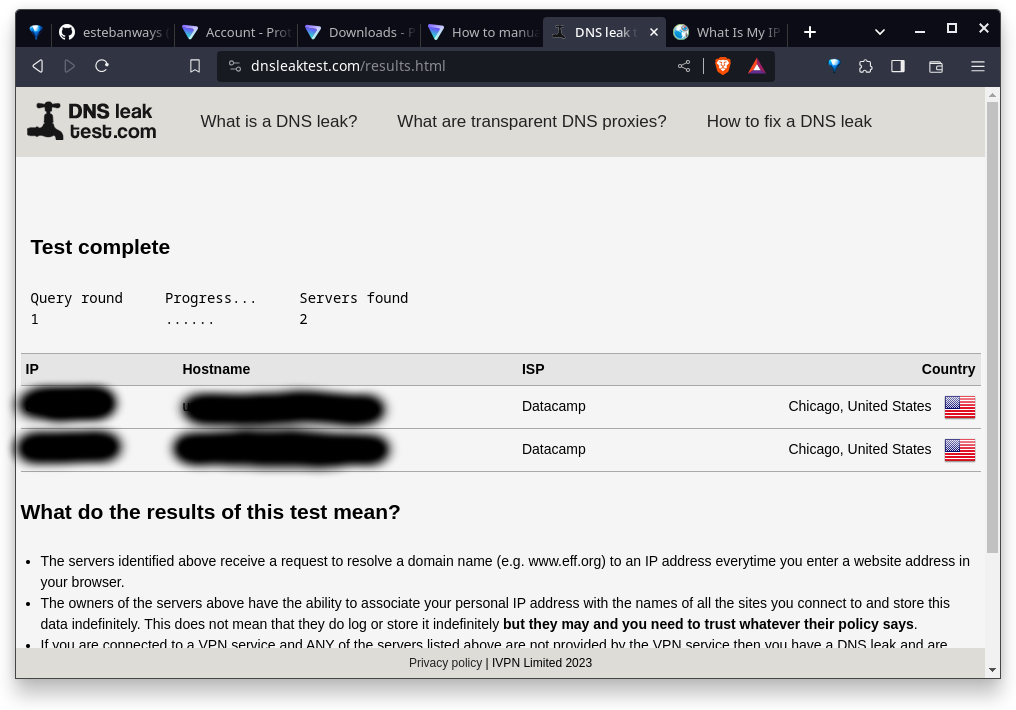 estebanways (
Account - Prot
Downloads - P
How to manua
DNS leak t
What Is My IP
dnsleaktest.com/results.html
DNS leak
test.com
What is a DNS leak?
What are transparent DNS proxies?
How to fix a DNS leak
Test complete
Query round Progress... Servers found
1 ...... 2
IP Hostname ISP Country
Datacamp Chicago, United States
Datacamp Chicago, United States
What do the results of this test mean?
• The servers identified above receive a request to resolve a domain name (e.g. www.eff.org) to an IP address everytime you enter a website address in
your browser.
• The owners of the servers above have the ability to associate your personal IP address with the names of all the sites you connect to and store this
data indefinitely. This does not mean that they do log or store it indefinitely but they may and you need to trust whatever their policy says.
• If you are connected to a VPN service and ANY of the servers listed above are not provided by the VPN service then you have a DNS leak and are
Privacy policy | IVPN Limited 2023